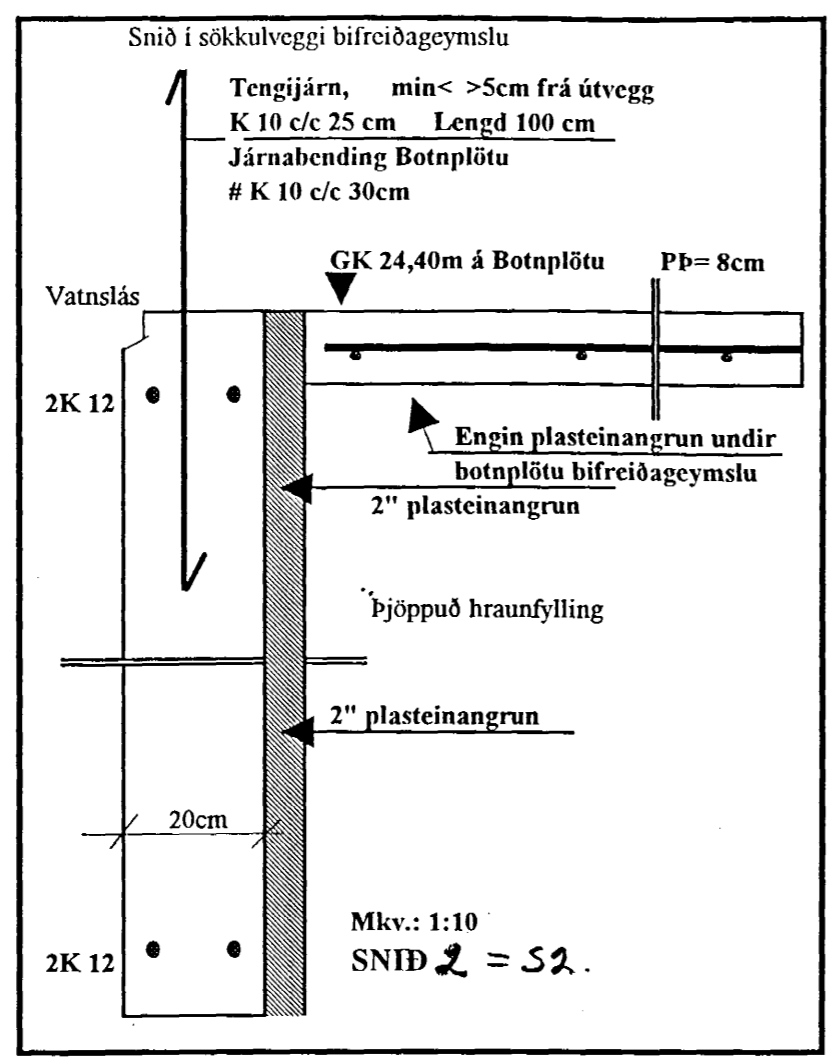 Snið í sökkulveggi bifreiðageymslu
Tengijárn, min< >5cm frá útvegg
K 10 c/c 25 cm Lengd 100 cm
Járnabending Botnplötu
# K 10 c/c 30cm
GK 24,40m á Botnplötu PÞ= 8cm
Vatnslás
2K 12
Engin plasteinangrun undir
botnplötu bifreiðageymslu
2" plasteinangrun
Þjöppuð hraunfylling
2" plasteinangrun
20cm
Mkv.: 1:10
SNIÐ 2 = S2.
2K 12